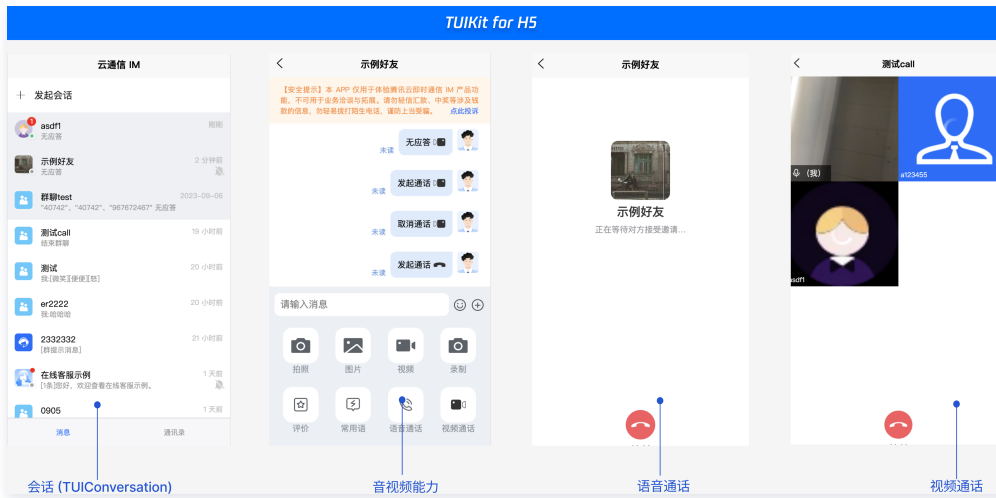 TUIKit for H5
云通信 IM
发起会话
1
asdf1
刚刚
无应答
示例好友
2 分钟前
无应答
群聊test
2023-09-06
"40742"、"40742"、"967672467" 无应答
测试call
19 小时前
结束群聊
测试
20 小时前
我:[微笑][便便][怒]
er2222
20 小时前
我:哈哈哈
2332332
21 小时前
[群提示消息]
在线客服示例
1 天前
[1条]您好，欢迎查看在线客服示例。
0905
1 天前
消息
通讯录
会话 (TUIConversation)
示例好友
【安全提示】本 APP 仅用于体验腾讯云即时通信 IM 产品功
能，不可用于业务洽谈与拓展。请勿轻信汇款、中奖等涉及钱
款的信息，勿轻易拨打陌生电话，谨防上当受骗。 点此投诉
无应答
未读
发起通话
未读
取消通话
未读
发起通话
未读
请输入消息
拍照
图片
视频
录制
评价
常用语
语音通话
视频通话
音视频能力
示例好友
示例好友
正在等待对方接受邀请...
语音通话
测试call
（我）
a123455
asdf1
视频通话